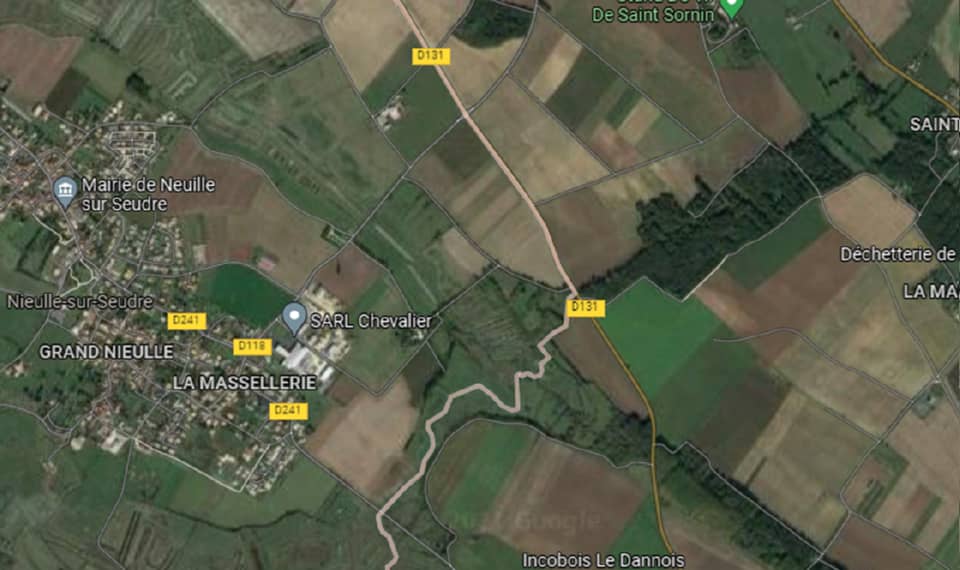 De Saint Sornin
D131
SAINT
Mairie de Neuille
sur Seudre
Déchetterie de
LA MA
Nieulle-sur-Seudre
D131
D241
SARL Chevalier
D118
GRAND NIEULLE
LA MASSELLERIE
D241
Google
Incobois Le Dannois